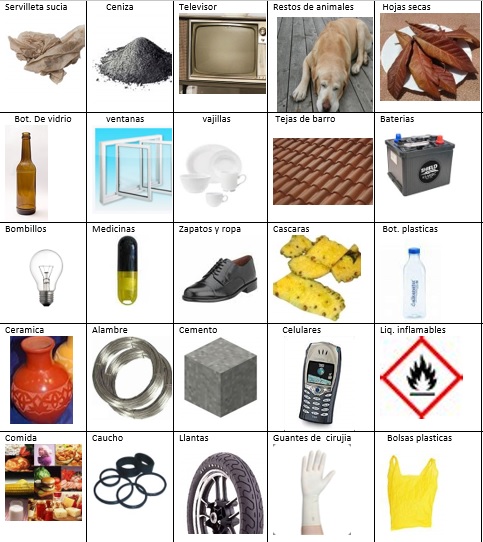 Servilleta sucia
Ceniza
Televisor
Restos de animales
Hojas secas
Bot. De vidrio
ventanas
vajillas
Tejas de barro
Baterias
SHIELD
Bombillos
Medicinas
Zapatos y ropa
Cascaras
Bot. plasticas
Ceramica
Alambre
Cemento
Celulares
Liq. inflamables
Comida
Caucho
Llantas
Guantes de cirujia
Bolsas plasticas